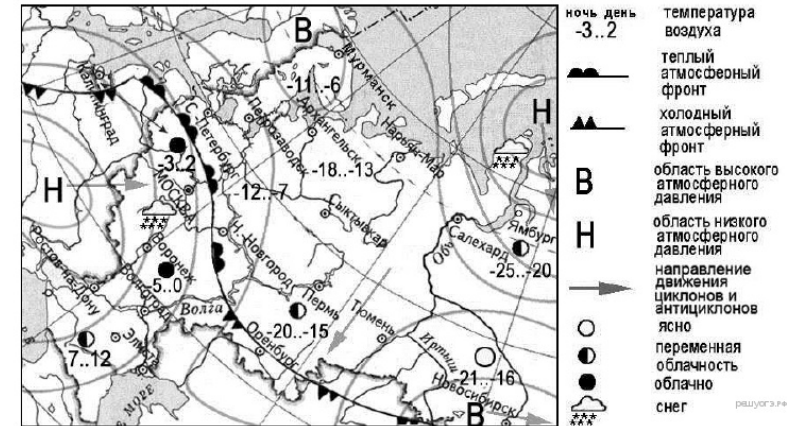 В
Мурманск
-11..-6
Калининград
С. Петербург
Петрозаводск
Архангельск
Нарьян-Мар
Н
-3..2
-18..-13
Н
МОСКВА
-12..-7
Сыктывкар
Обь
Салехард
Ямбург
Воронеж
Н. Новгород
-25..-20
Ростов-на-Дону
Волгоград
5..0
Волга
Пермь
Тюмень
-20..-15
7..12
Элиста
Оренбург
Иртыш
-21..-16
Новосибирск
МОРЕ
В
ночь день
-3..2
температура
воздуха
теплый
атмосферный
фронт
холодный
атмосферный
фронт
В
область высокого
атмосферного
давления
Н
область низкого
атмосферного
давления
направление
движения
циклонов и
антициклонов
ясно
переменная
облачность
облачно
снег
решуогэ.рф